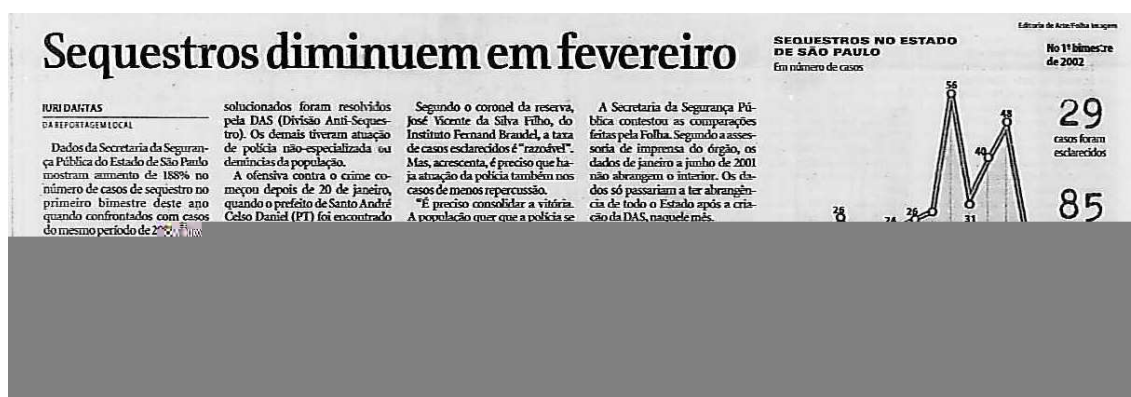 Editoria de Arte/Folha Imagem
Sequestros diminuem em fevereiro
IURI DANTAS
DA REPORTAGEM LOCAL
Dados da Secretaria da Seguran-
ça Pública do Estado de São Paulo
mostram aumento de 188% no
número de casos de sequestro no
primeiro bimestre deste ano
quando confrontados com casos
do mesmo período de
solucionados foram resolvidos
pela DAS (Divisão Anti-Seques-
tro). Os demais tiveram atuação
de polícia não-especializada ou
denúncias da população.
A ofensiva contra o crime co-
meçou depois de 20 de janeiro,
quando o prefeito de Santo André
Celso Daniel (PT) foi encontrado
Segundo o coronel da reserva,
José Vicente da Silva Filho, do
Instituto Fernand Braudel, a taxa
de casos esclarecidos é "razoável".
Mas, acrescenta, é preciso que ha-
ja atuação da polícia também nos
casos de menos repercussão.
"É preciso consolidar a vitória.
A população quer que a polícia se
A Secretaria da Segurança Pú-
blica contestou as comparações
feitas pela Folha. Segundo a asses-
soria de imprensa do órgão, os
dados de janeiro a junho de 2001
não abrangem o interior. Os da-
dos só passariam a ter abrangên-
cia de todo o Estado após a cria-
ção da DAS, naquele mês.
SEQUESTROS NO ESTADO
DE SÃO PAULO
Em número de casos
56
48
40
31
26
26
24
No 1º bimestre
de 2002
29
casos foram
esclarecidos
85